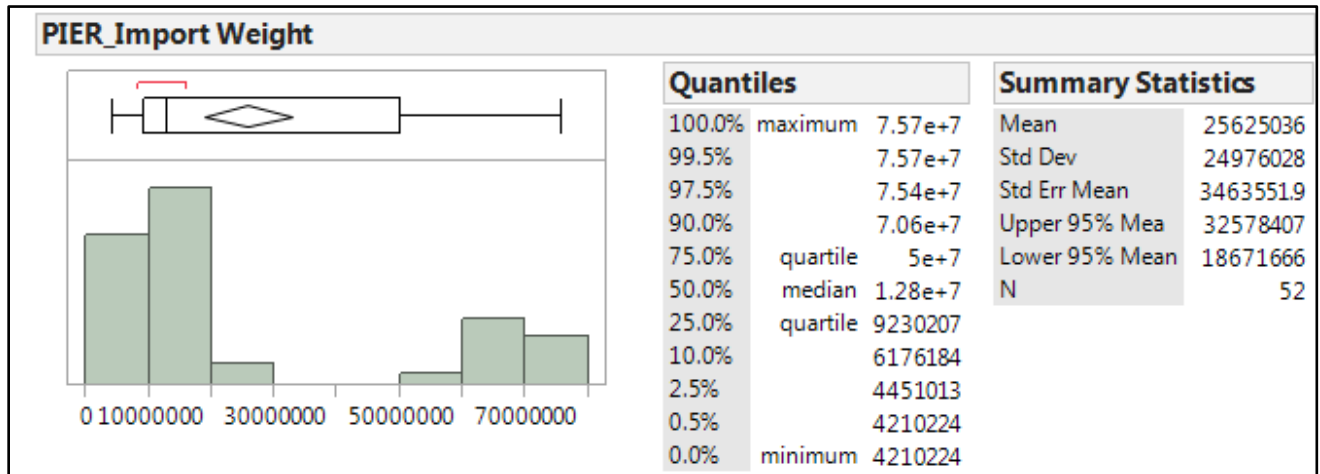 PIER_Import Weight
0 10000000 30000000 50000000 70000000
Quantiles
100.0% maximum 7.57e+7
99.5% 7.57e+7
97.5% 7.54e+7
90.0% 7.06e+7
75.0% quartile 5e+7
50.0% median 1.28e+7
25.0% quartile 9230207
10.0% 6176184
2.5% 4451013
0.5% 4210224
0.0% minimum 4210224
Summary Statistics
Mean 25625036
Std Dev 24976028
Std Err Mean 3463551.9
Upper 95% Mea 32578407
Lower 95% Mean 18671666
N 52